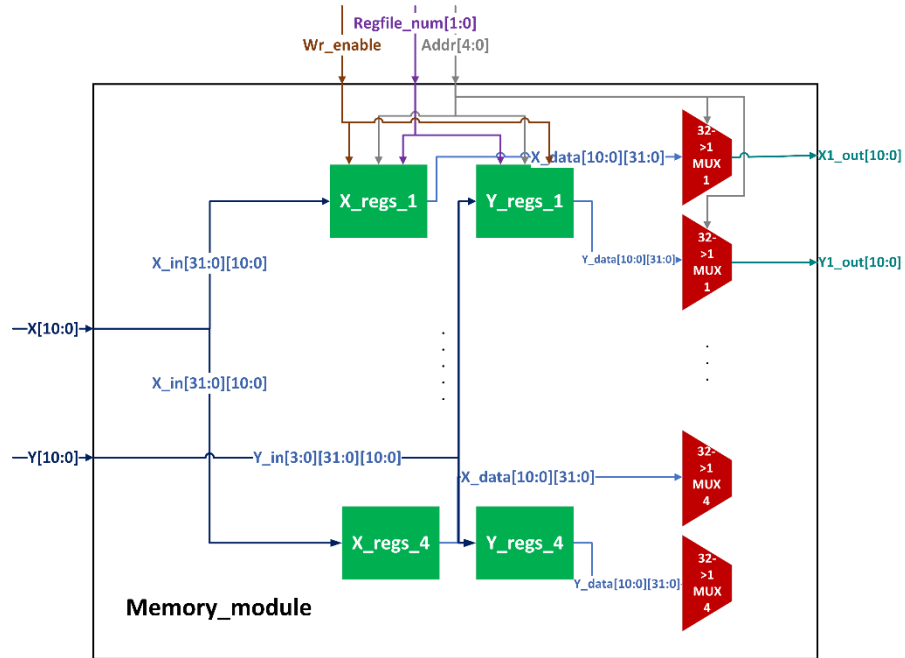 Regfile_num[1:0]
Wr_enable
Addr[4:0]
X_data[10:0][31:0]
32-
>1
MUX
1
X1_out[10:0]
X_regs_1
Y_regs_1
32-
>1
MUX
1
Y_data[10:0][31:0]
Y1_out[10:0]
X_in[31:0][10:0]
X[10:0]
X_in[31:0][10:0]
Y[10:0]
Y_in[3:0][31:0][10:0]
X_data[10:0][31:0]
32-
>1
MUX
4
X_regs_4
Y_regs_4
32-
>1
MUX
4
Y_data[10:0][31:0]
Memory_module